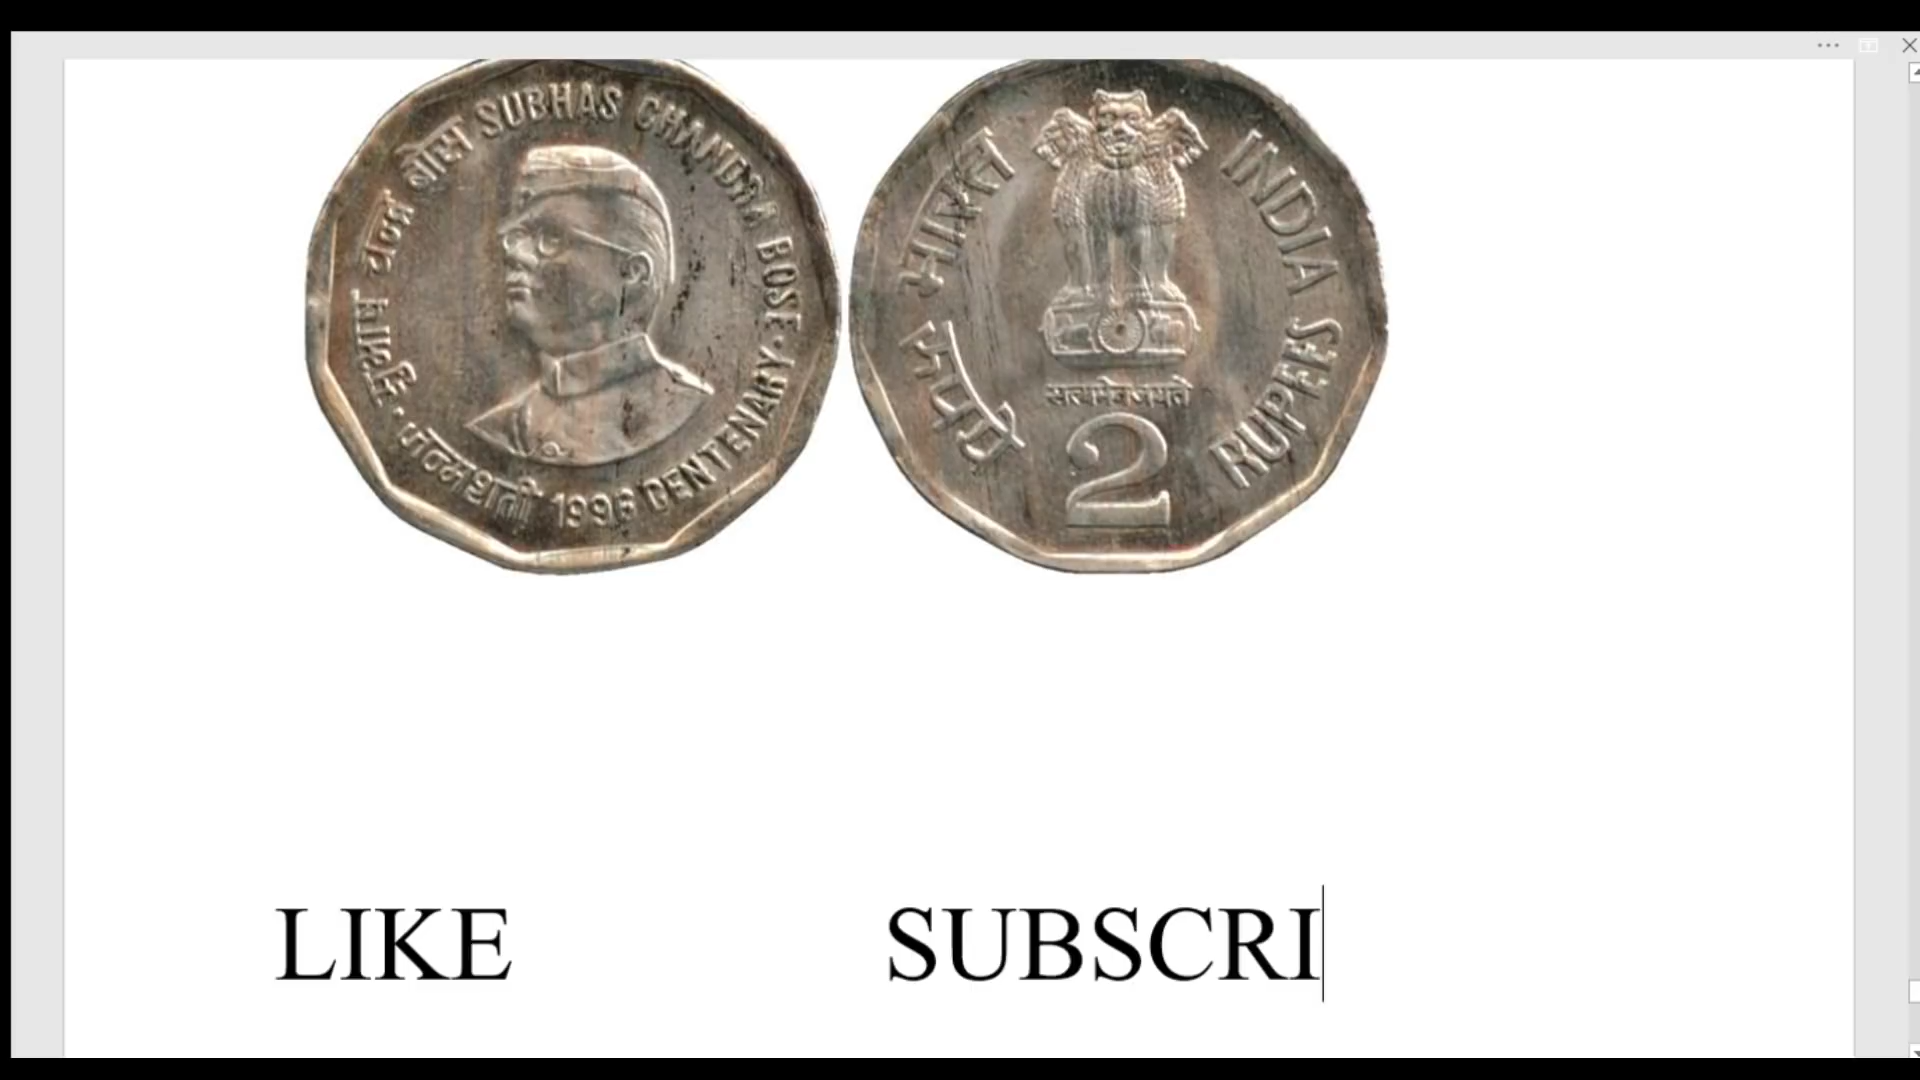 सुभाष चन्द्र बोस SUBHAS CHANDRA BOSE
जन्मशती 1996 CENTENARY
भारत
INDIA
सत्यमेव जयते
रुपये
2
RUPEES
LIKE SUBSCRI